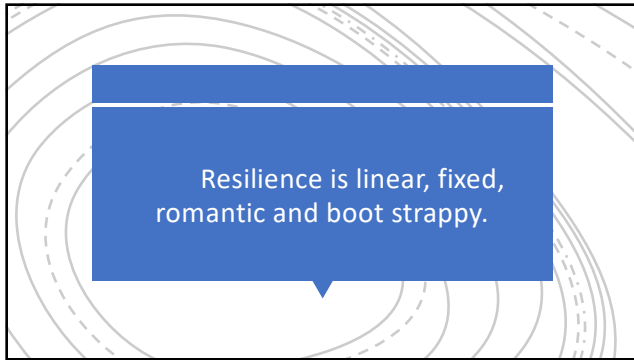 Resilience is linear, fixed,
romantic and boot strappy.